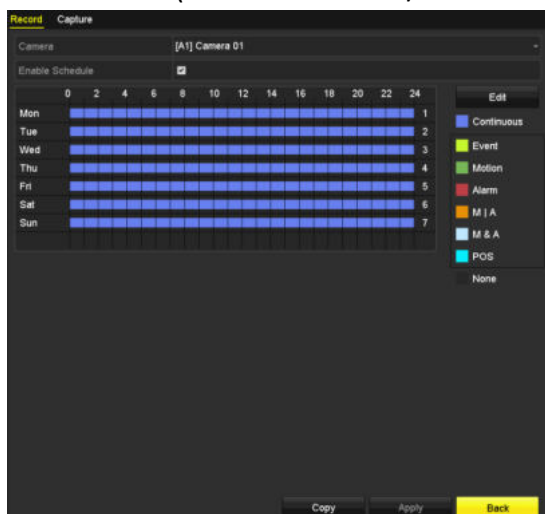 Record Capture
Camera [A1] Camera 01
Enable Schedule
0 2 4 6 8 10 12 14 16 18 20 22 24
Edit
Mon 1
Continuous
Tue 2
Wed 3
Event
Thu 4
Motion
Fri 5
Alarm
Sat 6
M | A
Sun 7
M & A
POS
None
Copy Apply Back